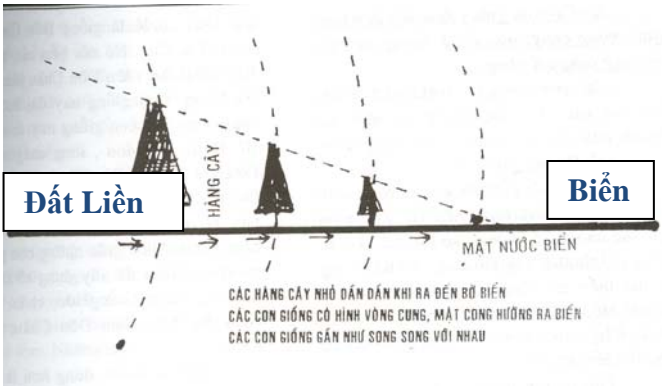 Đất Liền
HÀNG CÂY
Biển
MẶT NƯỚC BIỂN
CÁC HÀNG CÂY NHỎ DẦN DẦN KHI RA ĐẾN BỜ BIỂN
CÁC CON GIỐNG CÓ HÌNH VÒNG CUNG, MẶT CONG HƯỚNG RA BIỂN
CÁC CON GIỐNG GẦN NHƯ SONG SONG VỚI NHAU